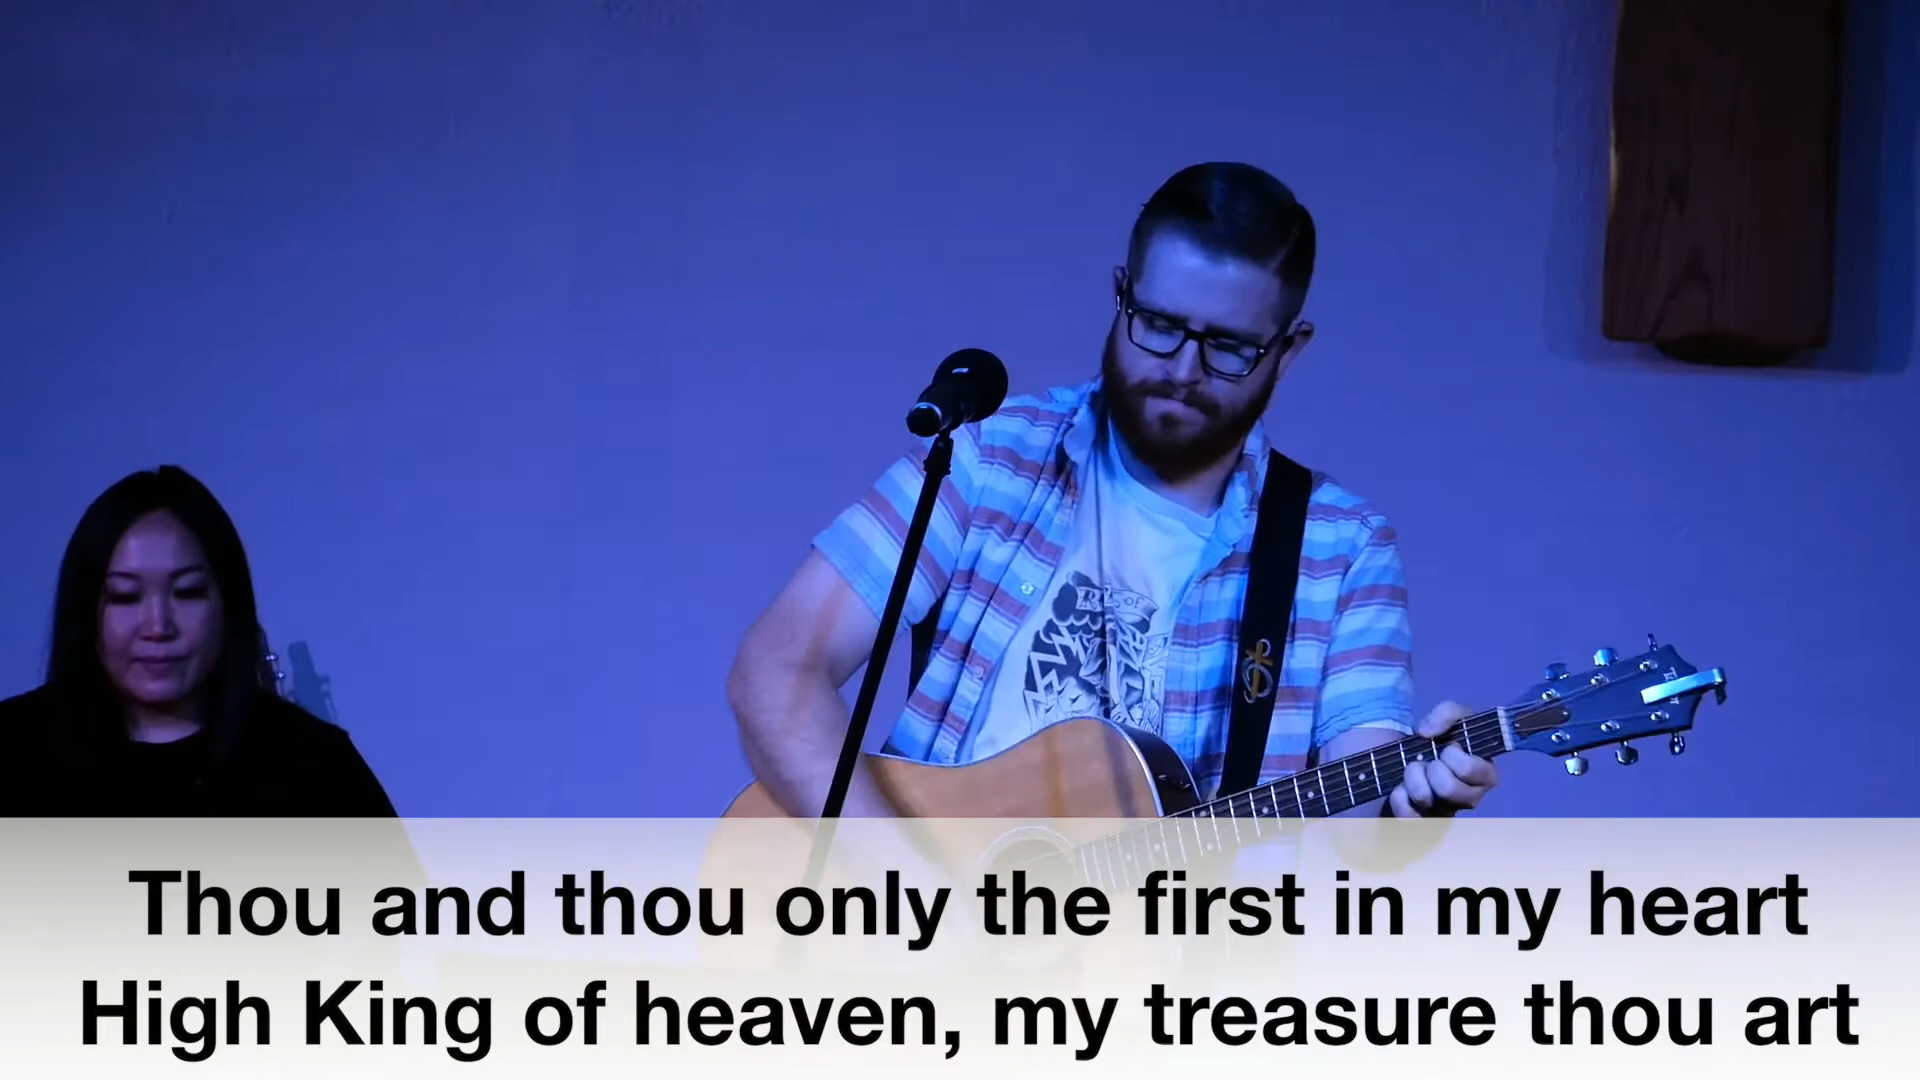 Thou and thou only the first in my heart
High King of heaven, my treasure thou art